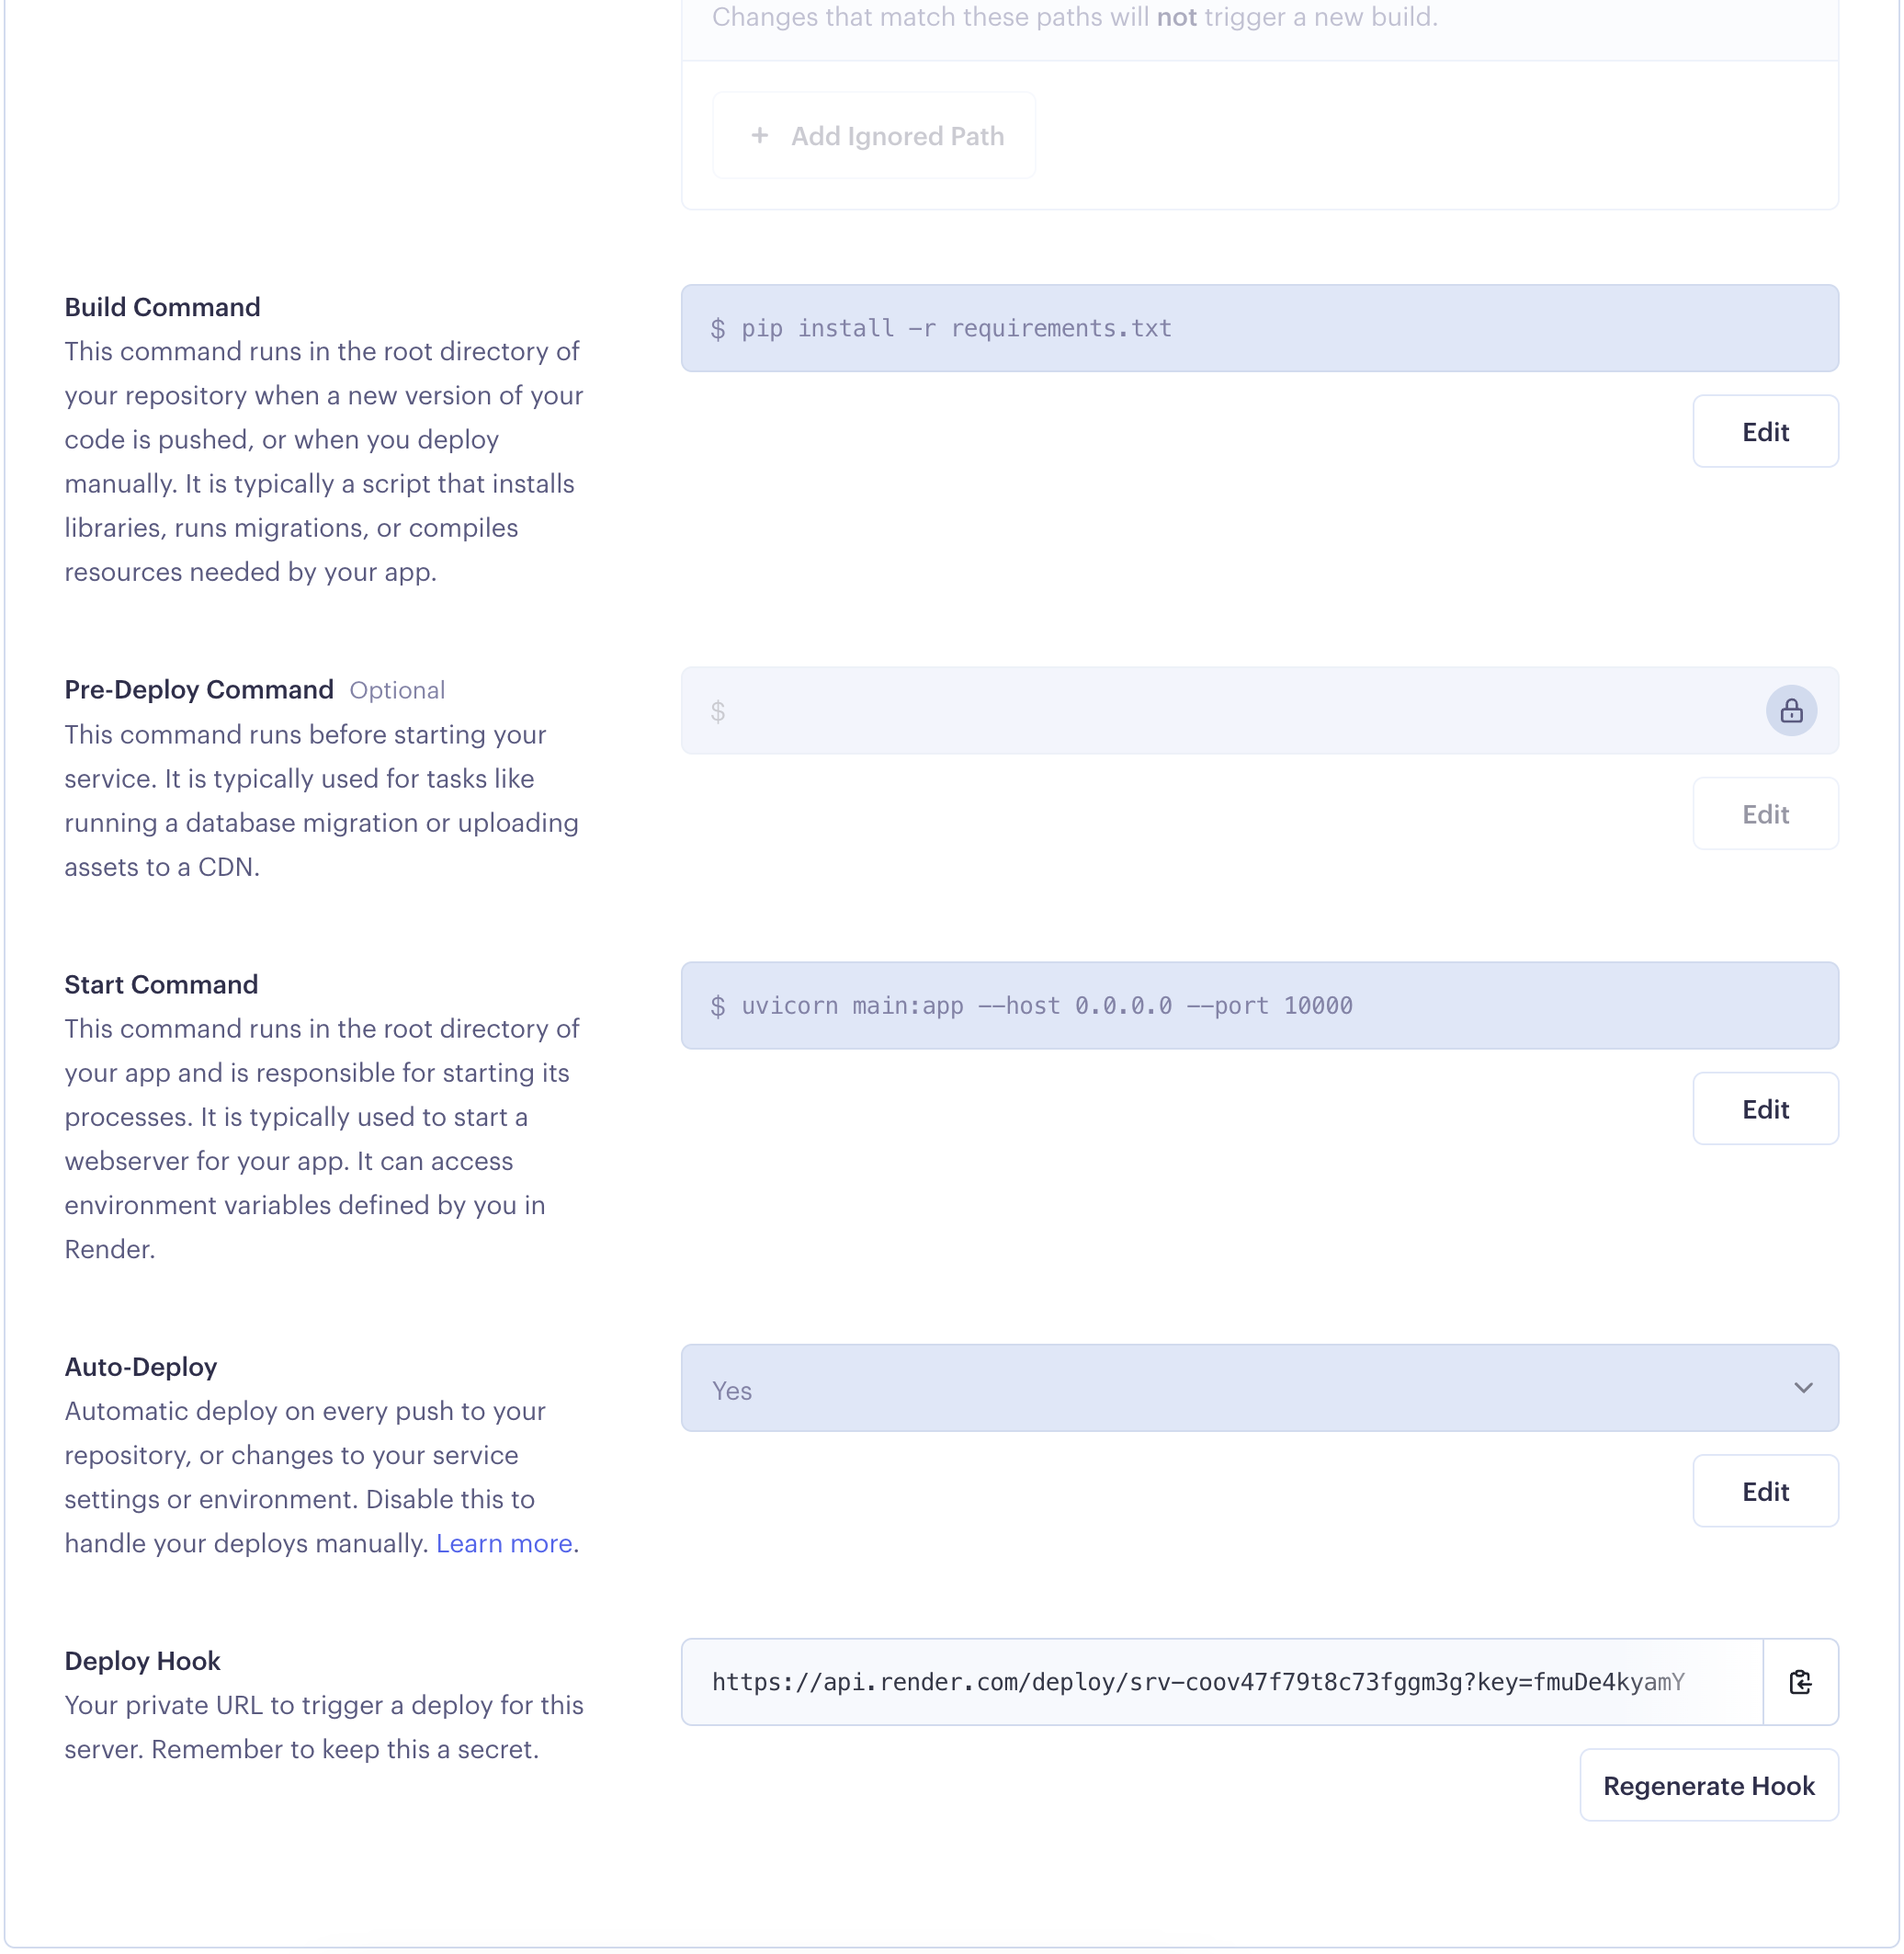 Changes that match these paths will not trigger a new build.
+ Add Ignored Path
Build Command
This command runs in the root directory of
your repository when a new version of your
code is pushed, or when you deploy
manually. It is typically a script that installs
libraries, runs migrations, or compiles
resources needed by your app.
$ pip install -r requirements.txt
Edit
Pre-Deploy Command Optional
This command runs before starting your
service. It is typically used for tasks like
running a database migration or uploading
assets to a CDN.
$
Edit
Start Command
This command runs in the root directory of
your app and is responsible for starting its
processes. It is typically used to start a
webserver for your app. It can access
environment variables defined by you in
Render.
$ uvicorn main:app --host 0.0.0.0 --port 10000
Edit
Auto-Deploy
Automatic deploy on every push to your
repository, or changes to your service
settings or environment. Disable this to
handle your deploys manually. Learn more.
Yes
Edit
Deploy Hook
Your private URL to trigger a deploy for this
server. Remember to keep this a secret.
https://api.render.com/deploy/srv-coov47f79t8c73fggm3g?key=fmuDe4kyamY
Regenerate Hook